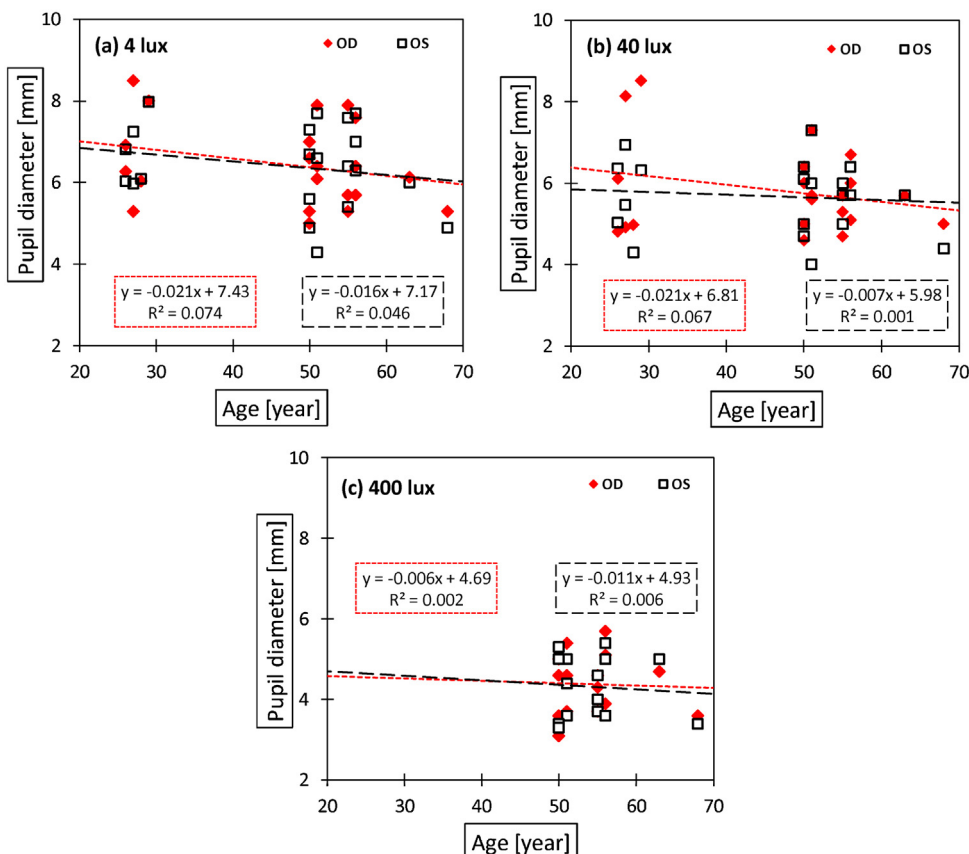 (a) 4 lux
OD OS
Pupil diameter [mm]
10
8
6
4
2
y = -0.021x + 7.43
R² = 0.074
y = -0.016x + 7.17
R² = 0.046
20 30 40 50 60 70
Age [year]
(b) 40 lux
OD OS
Pupil diameter [mm]
10
8
6
4
2
y = -0.021x + 6.81
R² = 0.067
y = -0.007x + 5.98
R² = 0.001
20 30 40 50 60 70
Age [year]
(c) 400 lux
OD OS
Pupil diameter [mm]
10
8
6
4
2
y = -0.006x + 4.69
R² = 0.002
y = -0.011x + 4.93
R² = 0.006
20 30 40 50 60 70
Age [year]